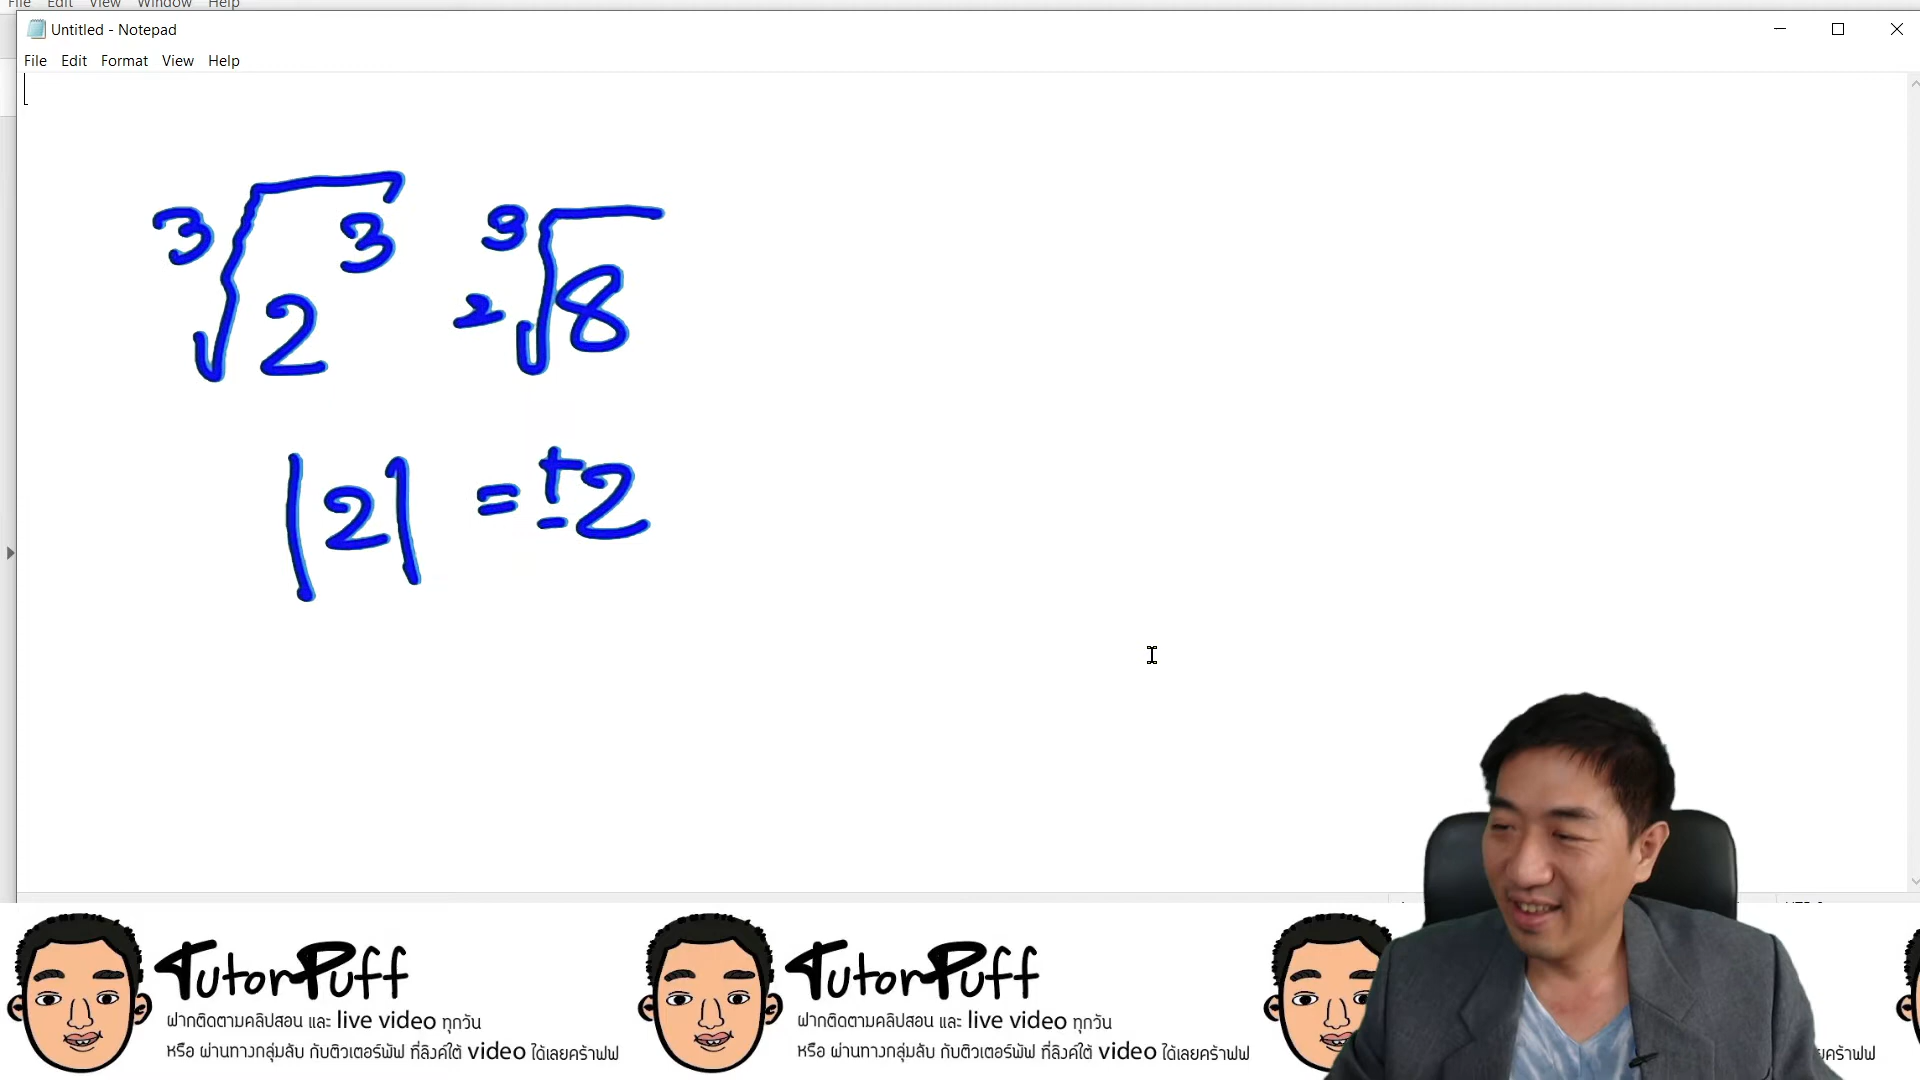 File Edit View Window Help
Untitled - Notepad
File Edit Format View Help
∛2³ 2∛8
|2| = ±2
TutorPuff
ฝากติดตามคลิปสอน และ live video ทุกวัน
หรือ ผ่านทางกลุ่มลับ กับติวเตอร์พัฟ ที่ลิงค์ใต้ video ได้เลยคร้าฟฟ
TutorPuff
ฝากติดตามคลิปสอน และ live video ทุกวัน
หรือ ผ่านทางกลุ่มลับ กับติวเตอร์พัฟ ที่ลิงค์ใต้ video ได้เลยคร้าฟฟ